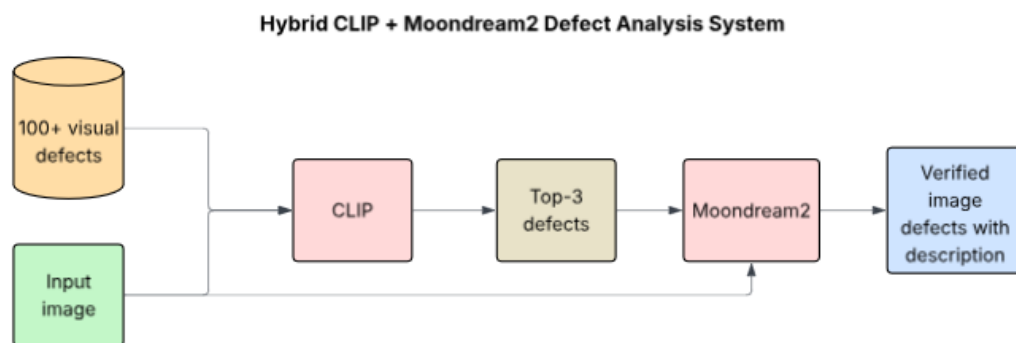 Hybrid CLIP + Moondream2 Defect Analysis System
100+ visual
defects
Input
image
CLIP
Top-3
defects
Moondream2
Verified
image
defects with
description